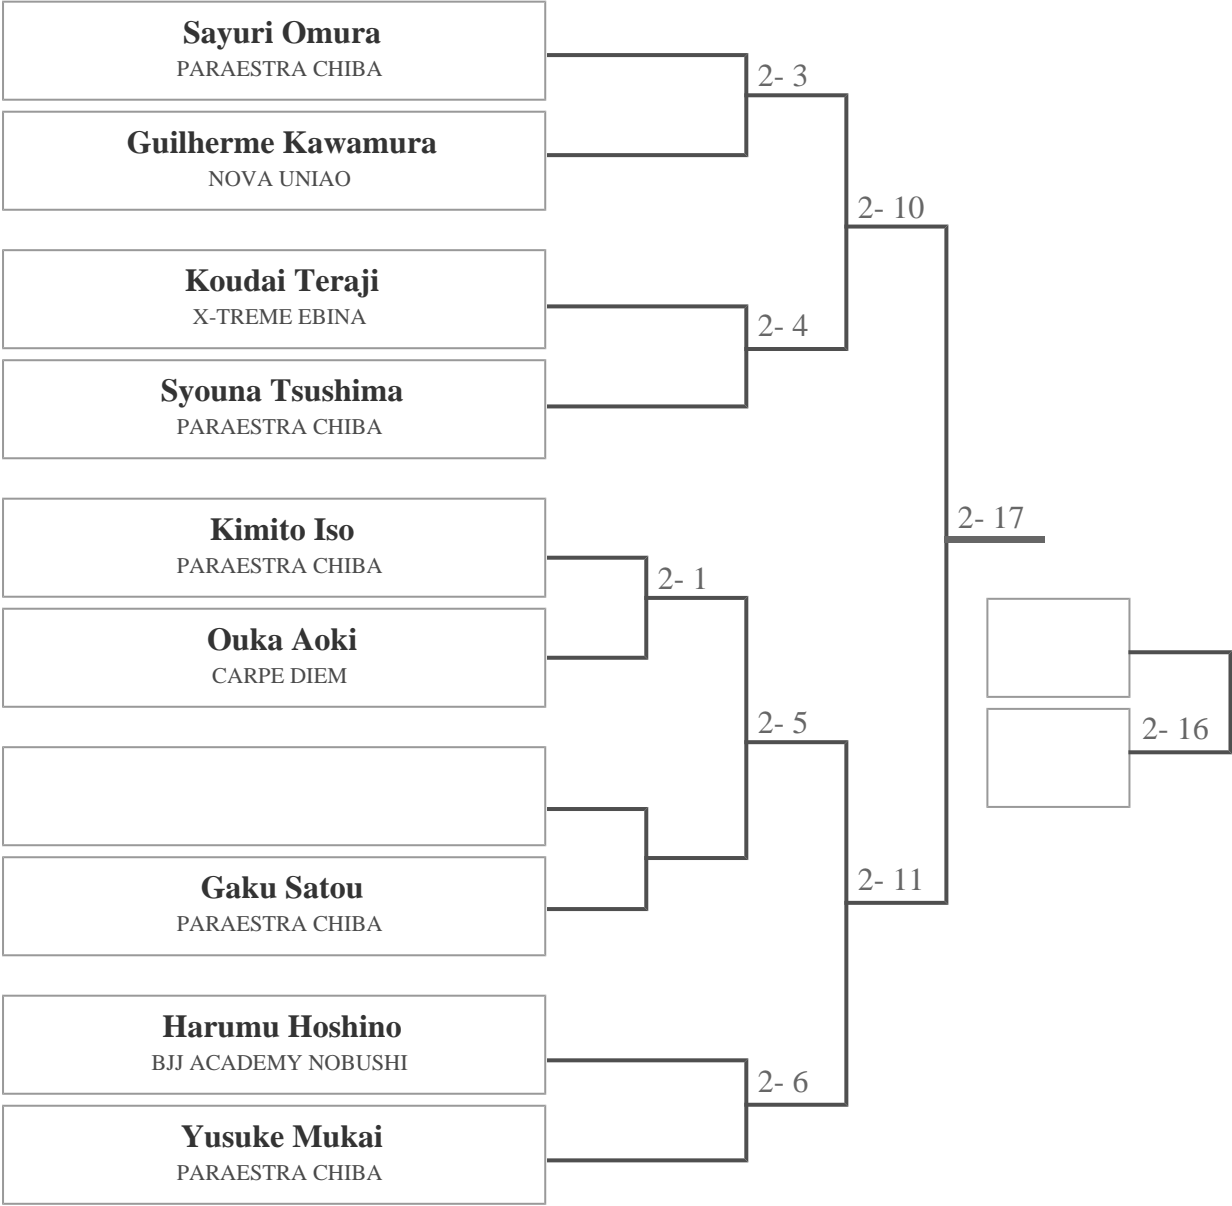 Sayuri Omura
PARAESTRA CHIBA
2- 3
Guilherme Kawamura
NOVA UNIAO
2- 10
Koudai Teraji
X-TREME EBINA
2- 4
Syouna Tsushima
PARAESTRA CHIBA
2- 17
Kimito Iso
PARAESTRA CHIBA
2- 1
Ouka Aoki
CARPE DIEM
2- 5
2- 16
Gaku Satou
PARAESTRA CHIBA
2- 11
Harumu Hoshino
BJJ ACADEMY NOBUSHI
2- 6
Yusuke Mukai
PARAESTRA CHIBA